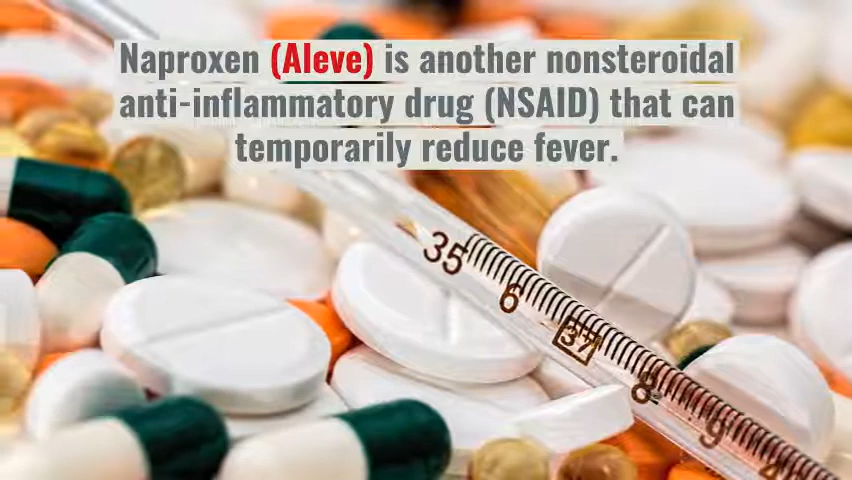 Naproxen (Aleve) is another nonsteroidal
anti-inflammatory drug (NSAID) that can
temporarily reduce fever.
35
6
37
8
9